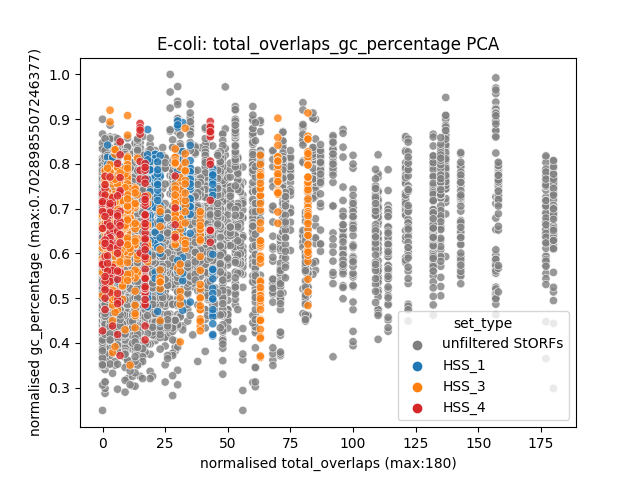 E-coli: total_overlaps_gc_percentage PCA
normalised gc_percentage (max:0.7028985507246377)
1.0
0.9
0.8
0.7
0.6
0.5
0.4
0.3
set_type
unfiltered StORFs
HSS_1
HSS_3
HSS_4
0 25 50 75 100 125 150 175
normalised total_overlaps (max:180)